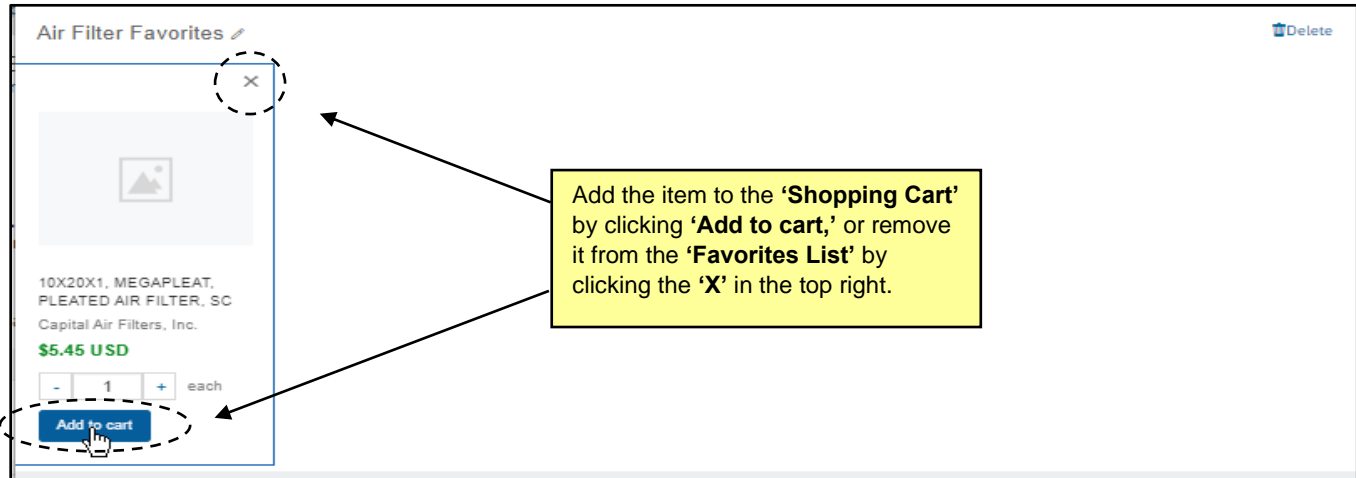 Air Filter Favorites
Delete
Add the item to the ‘Shopping Cart’
by clicking ‘Add to cart,’ or remove
it from the ‘Favorites List’ by
clicking the ‘X’ in the top right.
10X20X1, MEGAPLEAT,
PLEATED AIR FILTER, SC
Capital Air Filters, Inc.
$5.45 USD
- 1 + each
Add to cart